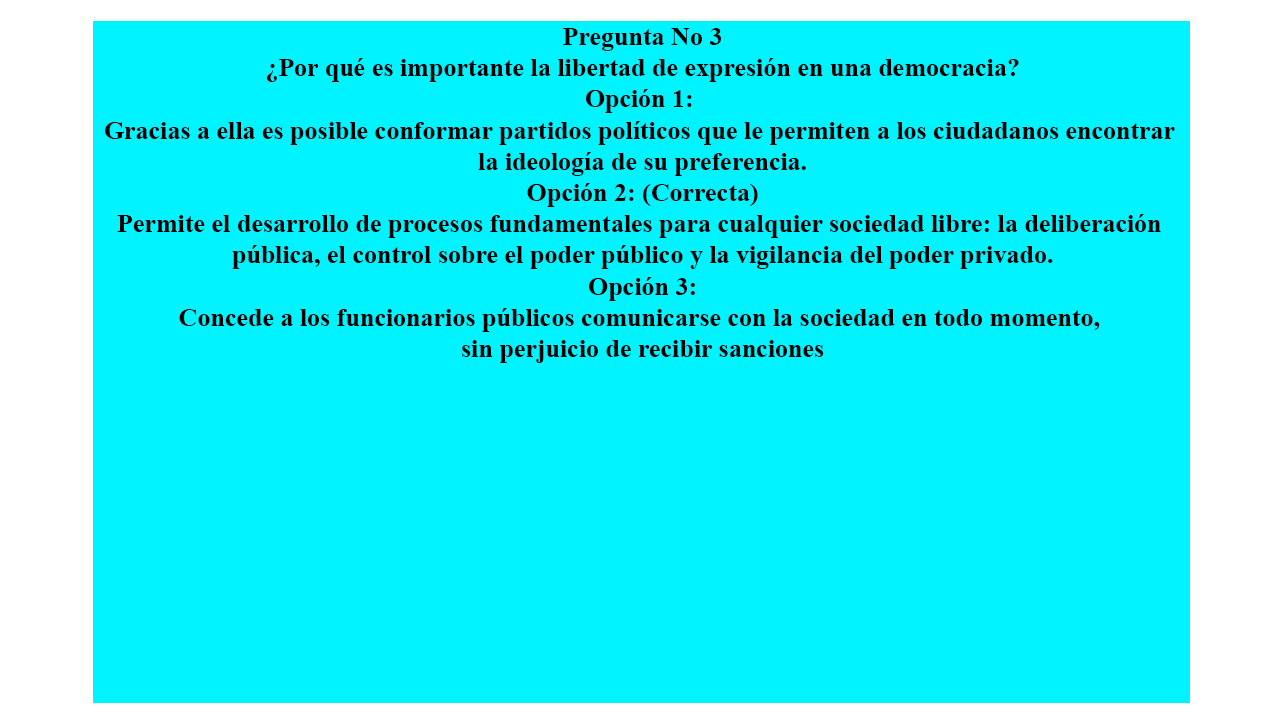 Pregunta No 3
¿Por qué es importante la libertad de expresión en una democracia?
Opción 1:
Gracias a ella es posible conformar partidos políticos que le permiten a los ciudadanos encontrar
la ideología de su preferencia.
Opción 2: (Correcta)
Permite el desarrollo de procesos fundamentales para cualquier sociedad libre: la deliberación
pública, el control sobre el poder público y la vigilancia del poder privado.
Opción 3:
Concede a los funcionarios públicos comunicarse con la sociedad en todo momento,
sin perjuicio de recibir sanciones